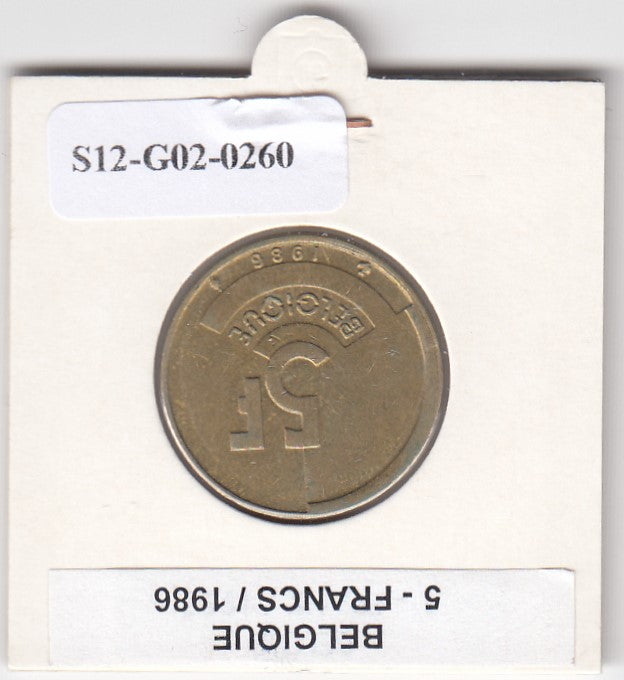 S12-G02-0260
1986
BELGIQUE
5F
BELGIQUE
5 - FRANCS / 1986